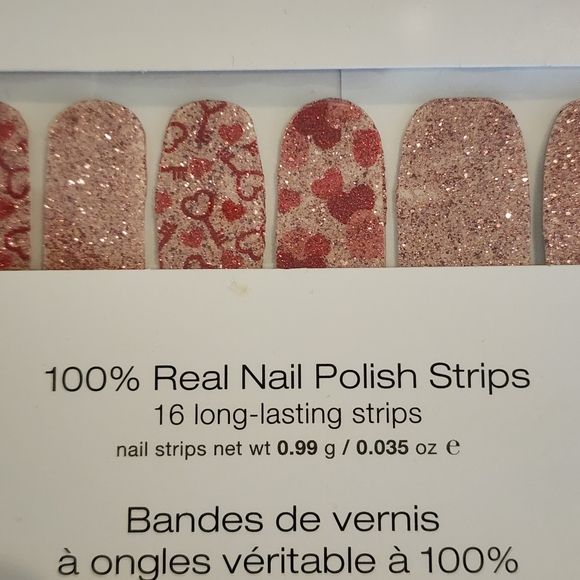 100% Real Nail Polish Strips
16 long-lasting strips
nail strips net wt 0.99 g / 0.035 oz ℮
Bandes de vernis
à ongles véritable à 100%